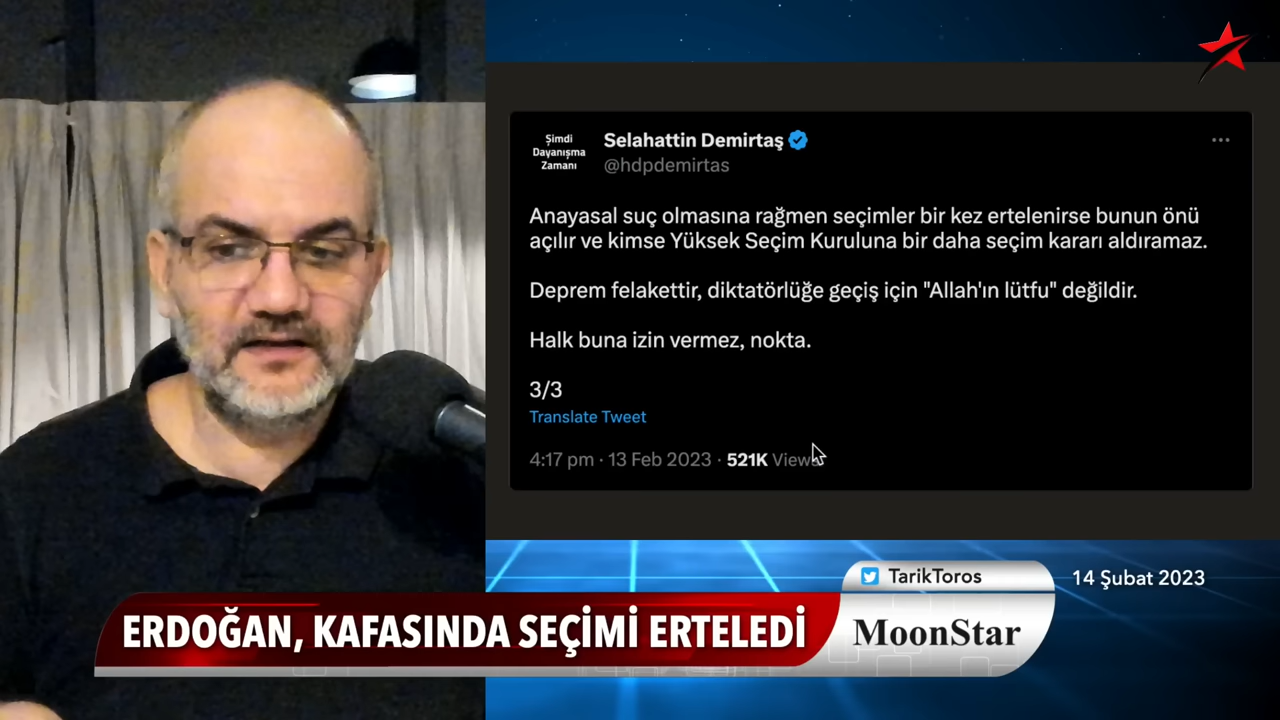 Şimdi
Dayanışma
Zamanı
Selahattin Demirtaş
@hdpdemirtas
Anayasal suç olmasına rağmen seçimler bir kez ertelenirse bunun önü
açılır ve kimse Yüksek Seçim Kuruluna bir daha seçim kararı aldıramaz.
Deprem felakettir, diktatörlüğe geçiş için "Allah'ın lütfu" değildir.
Halk buna izin vermez, nokta.
3/3
Translate Tweet
4:17 pm · 13 Feb 2023 · 521K Views
TarikToros
14 Şubat 2023
ERDOĞAN, KAFASINDA SEÇİMİ ERTELEDİ
MoonStar